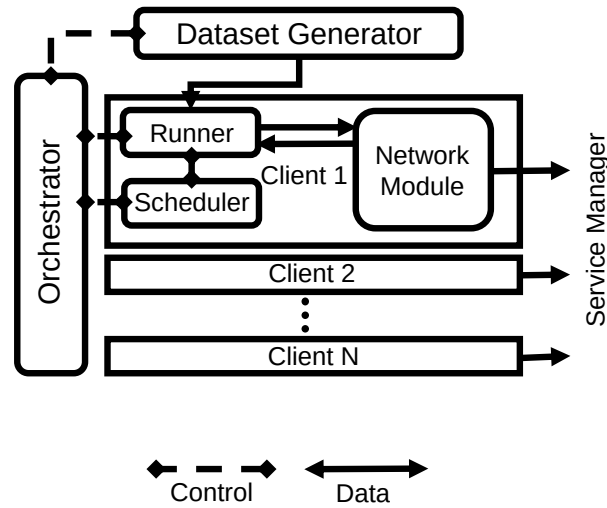 Dataset Generator
Orchestrator
Runner
Client 1
Network
Module
Scheduler
Service Manager
Client 2
Client N
Control
Data